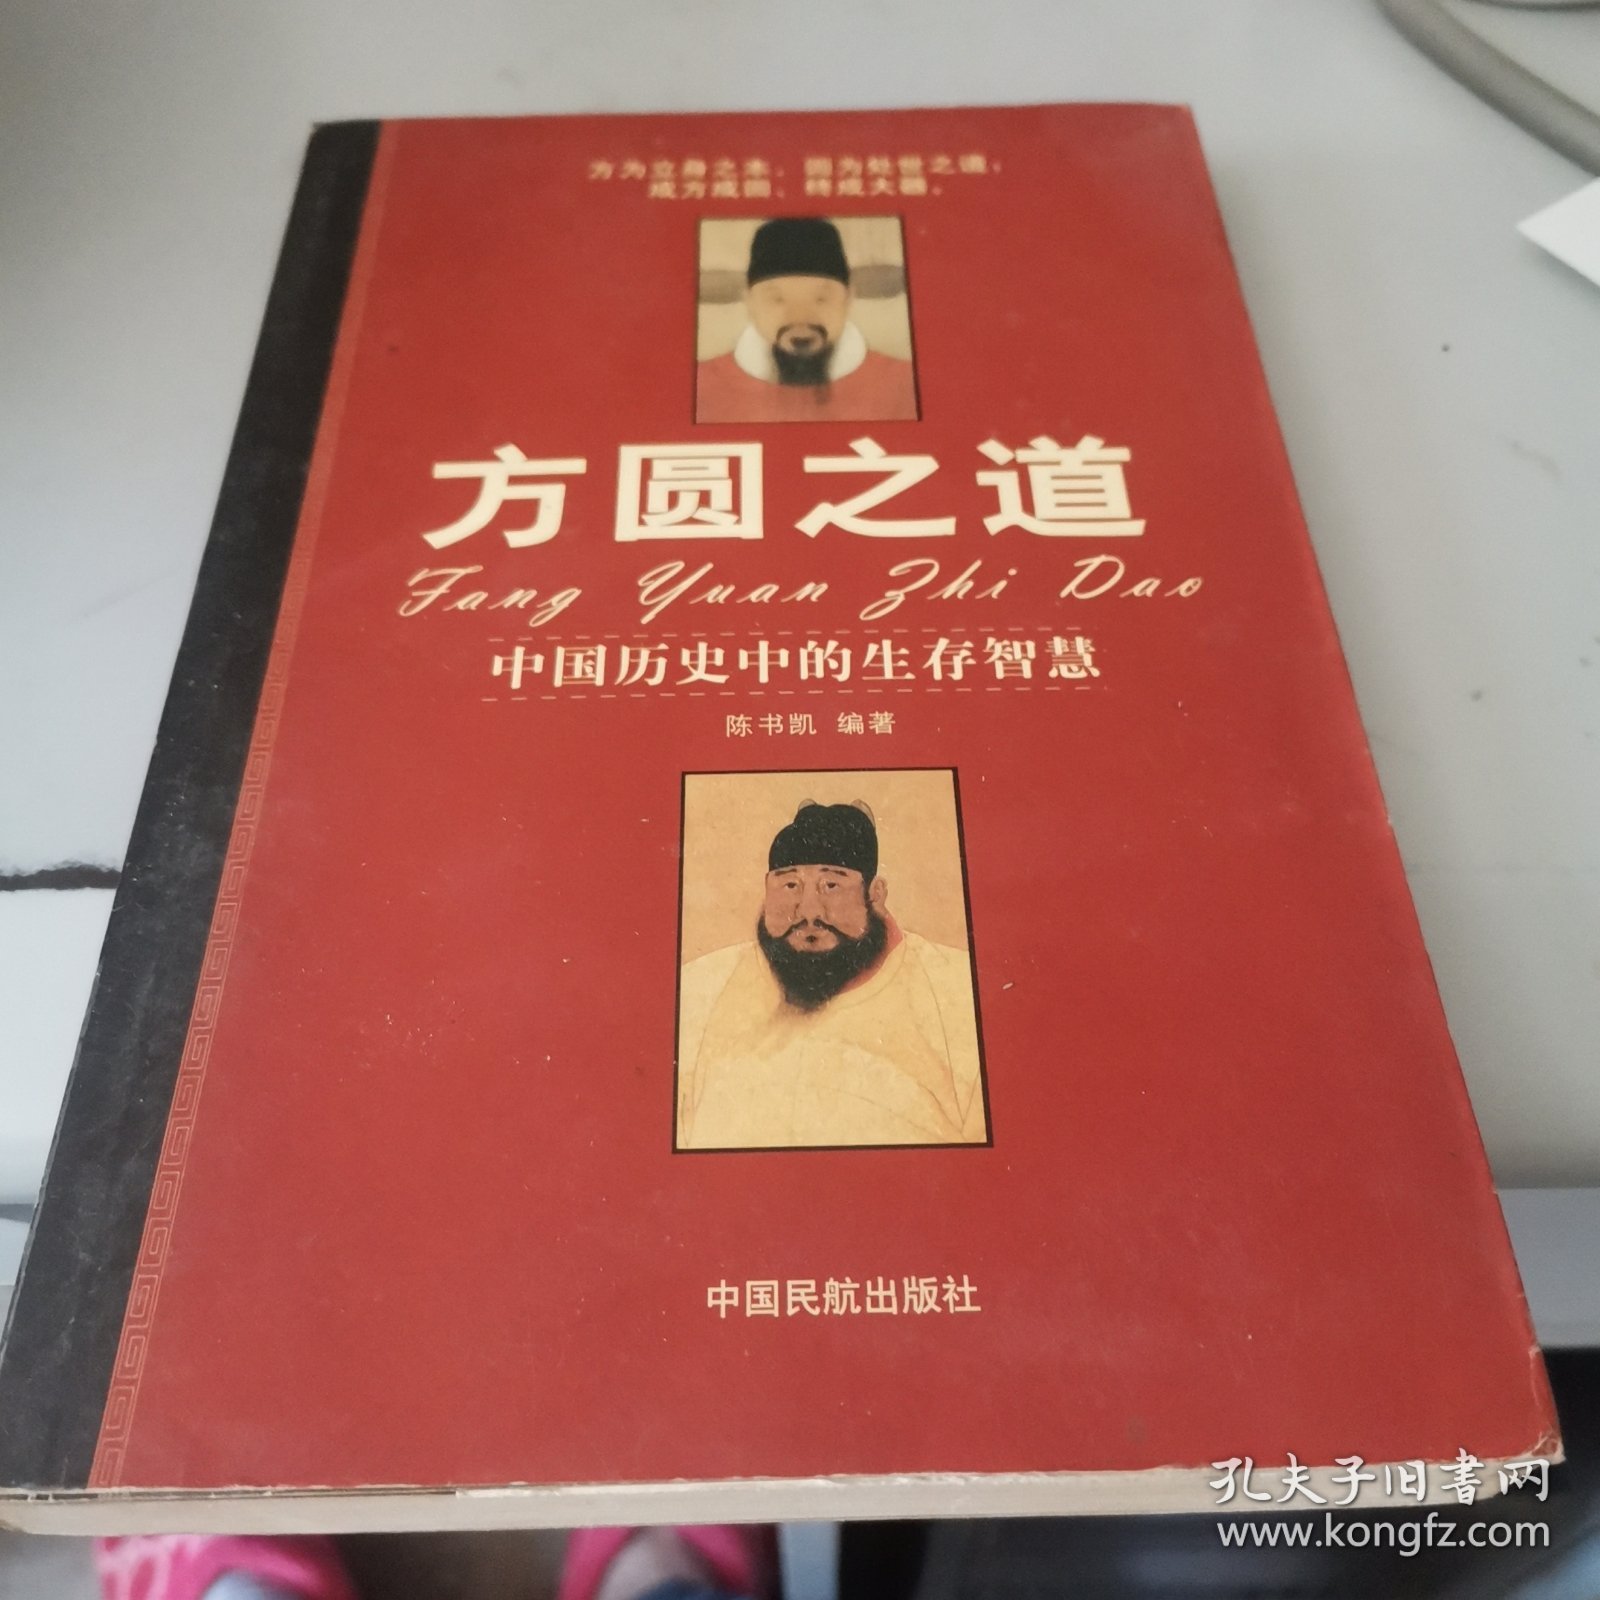 方为立身之本，圆为处世之道，
成方成圆，终成大器。
方圆之道
Fang Yuan Zhi Dao
中国历史中的生存智慧
陈书凯 编著
中国民航出版社
孔夫子旧书网
www.kongfz.com